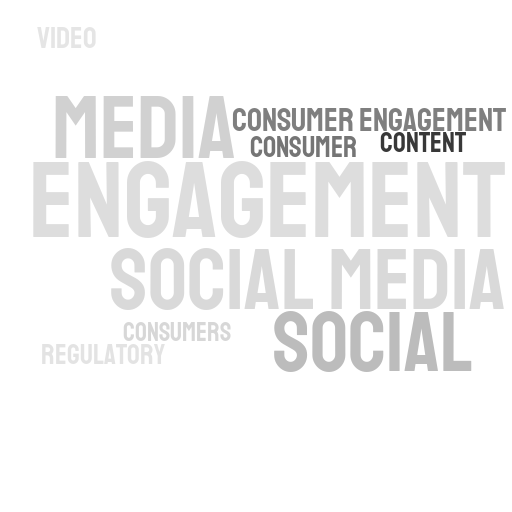 VIDEO
MEDIA
CONSUMER ENGAGEMENT
CONSUMER
CONTENT
ENGAGEMENT
SOCIAL MEDIA
SOCIAL
CONSUMERS
REGULATORY